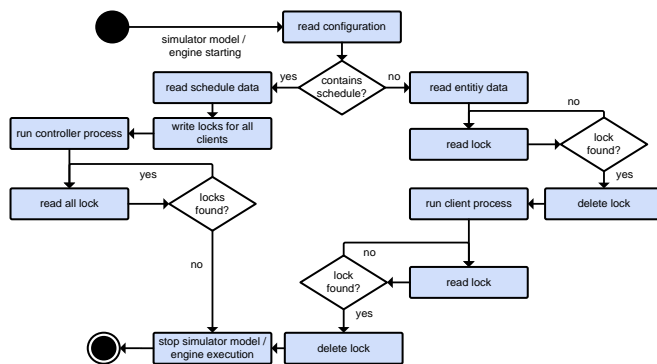 read configuration
simulator model /
engine starting
yes
contains
schedule?
no
read schedule data
read entitiy data
no
run controller process
write locks for all
clients
read lock
lock
found?
yes
yes
read all lock
locks
found?
run client process
delete lock
no
lock
found?
read lock
no
yes
stop simulator model /
engine execution
delete lock